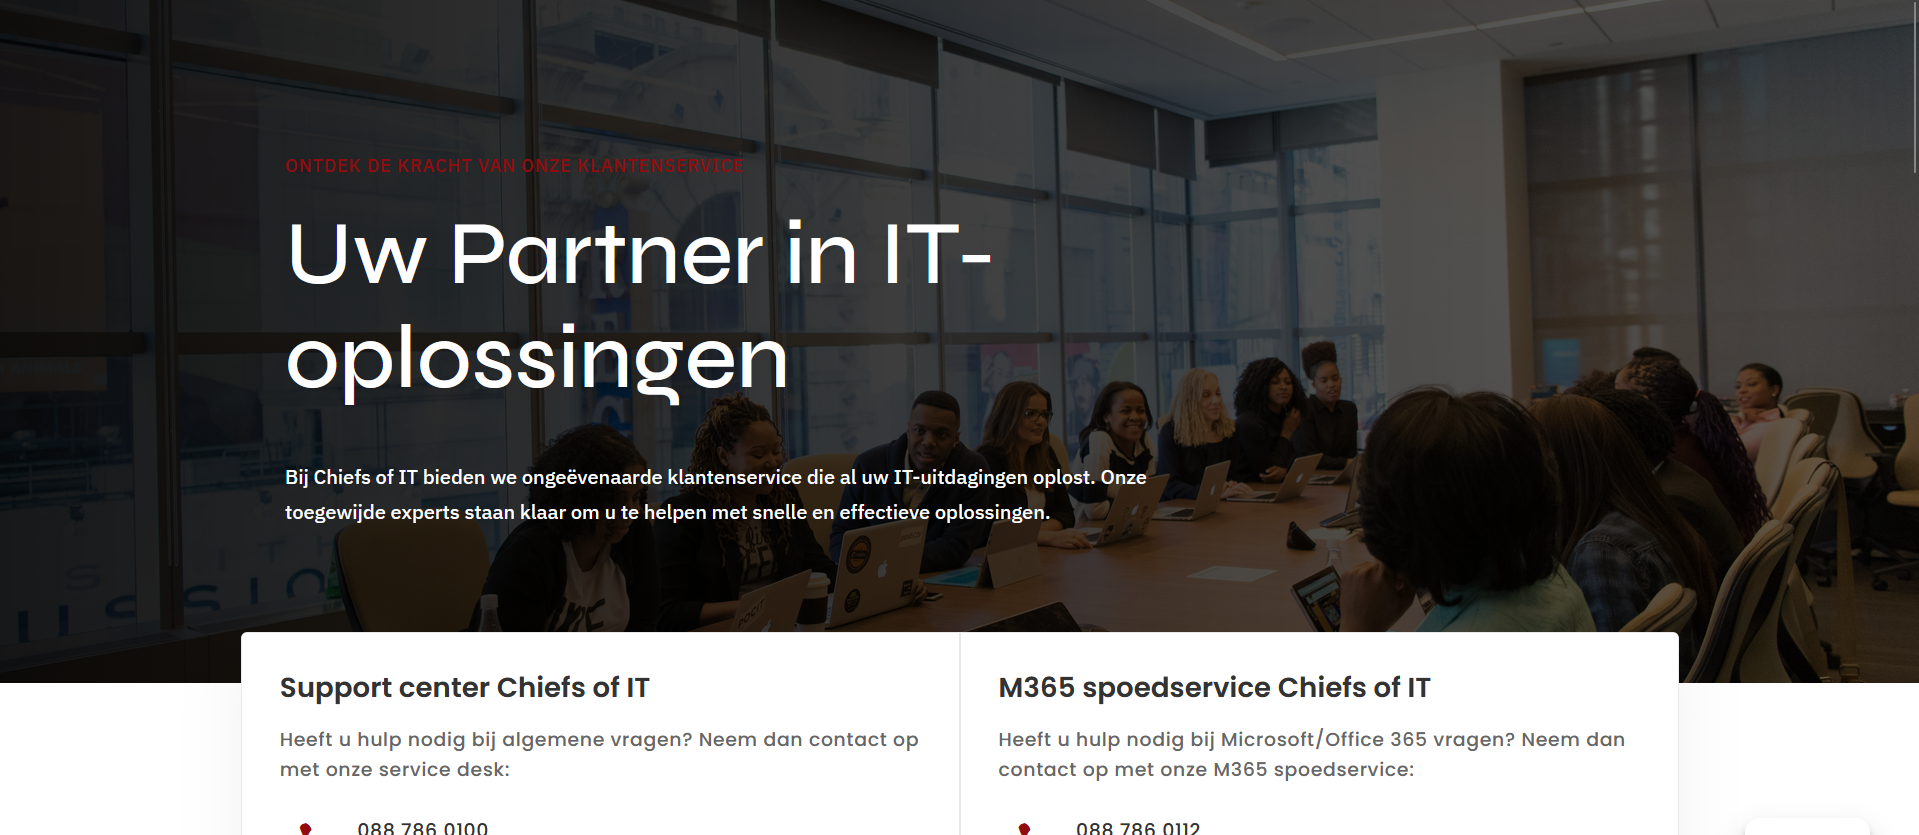 ONTDEK DE KRACHT VAN ONZE KLANTENSERVICE
Uw Partner in IT-
oplossingen
Bij Chiefs of IT bieden we ongeëvenaarde klantenservice die al uw IT-uitdagingen oplost. Onze
toegewijde experts staan klaar om u te helpen met snelle en effectieve oplossingen.
Support center Chiefs of IT
Heeft u hulp nodig bij algemene vragen? Neem dan contact op
met onze service desk:
088 786 0100
M365 spoedservice Chiefs of IT
Heeft u hulp nodig bij Microsoft/Office 365 vragen? Neem dan
contact op met onze M365 spoedservice:
088 786 0112